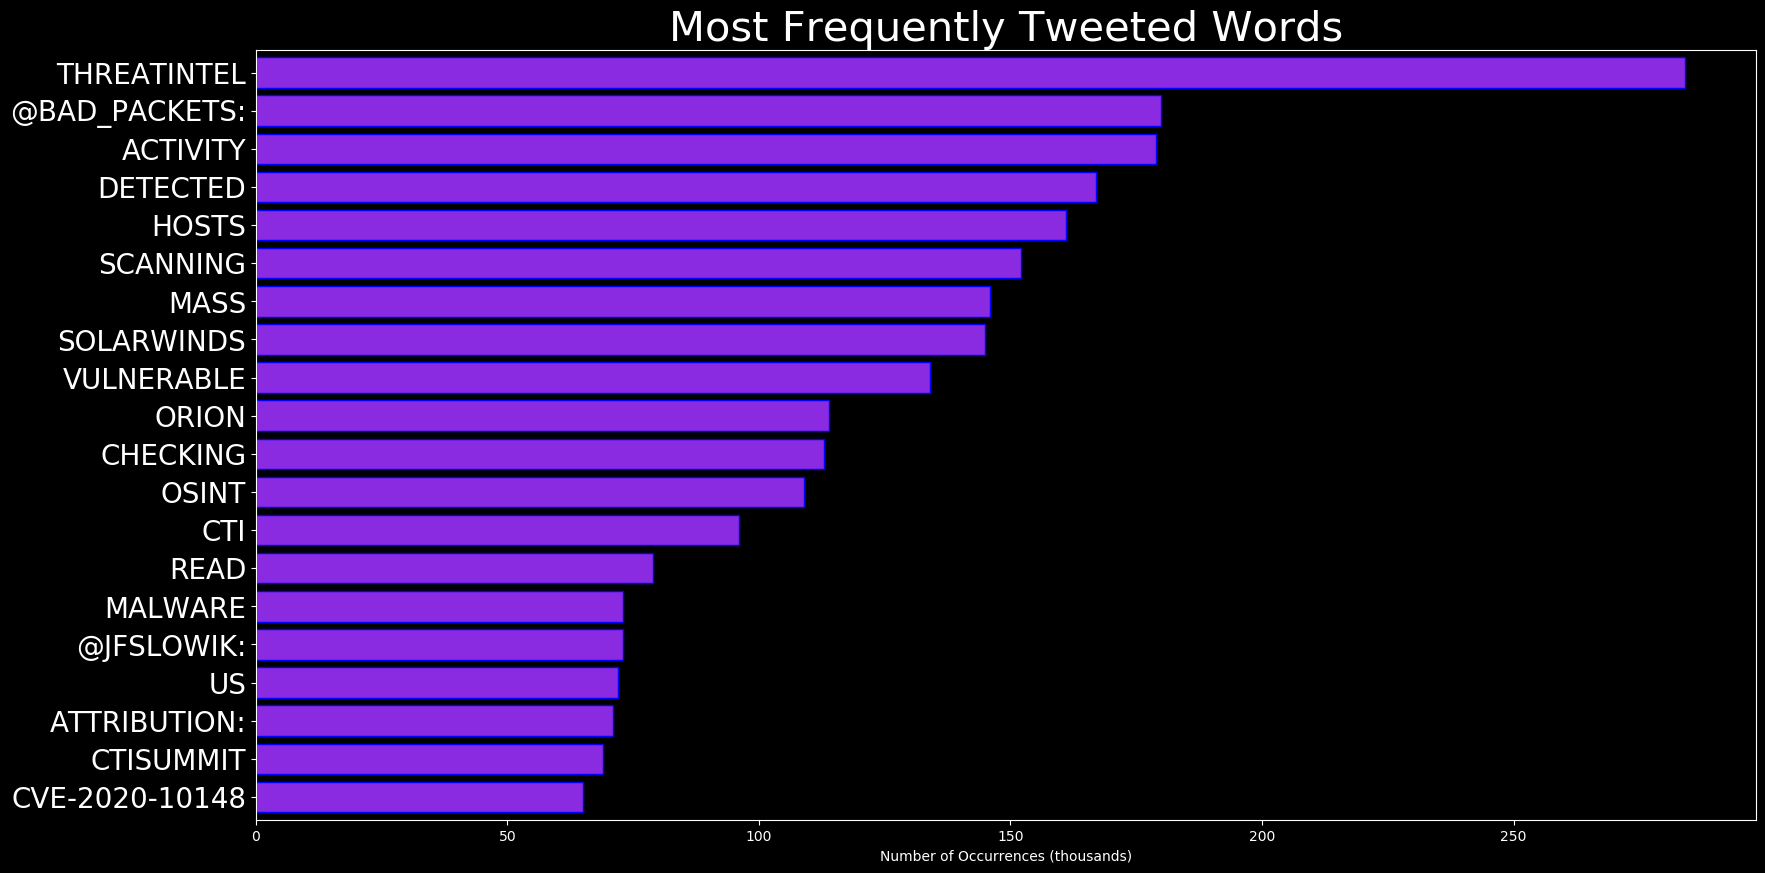 Most Frequently Tweeted Words
THREATINTEL
@BAD_PACKETS:
ACTIVITY
DETECTED
HOSTS
SCANNING
MASS
SOLARWINDS
VULNERABLE
ORION
CHECKING
OSINT
CTI
READ
MALWARE
@JFSLOWIK:
US
ATTRIBUTION:
CTISUMMIT
CVE-2020-10148
0 50 100 150 200 250
Number of Occurrences (thousands)